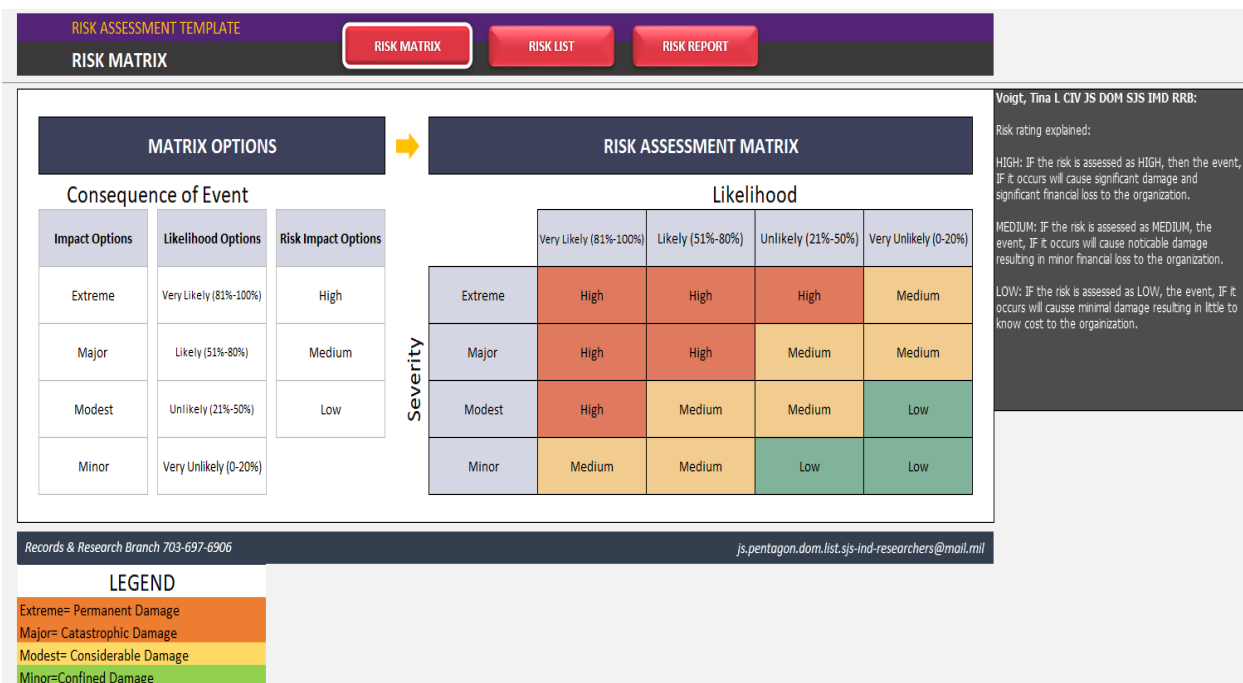 RISK ASSESSMENT TEMPLATE
RISK MATRIX
RISK MATRIX
RISK LIST
RISK REPORT
MATRIX OPTIONS
Consequence of Event
Impact Options Likelihood Options Risk Impact Options
Extreme Very Likely (81%-100%) High
Major Likely (51%-80%) Medium
Modest Unlikely (21%-50%) Low
Minor Very Unlikely (0-20%)
RISK ASSESSMENT MATRIX
Likelihood
Severity
Very Likely (81%-100%) Likely (51%-80%) Unlikely (21%-50%) Very Unlikely (0-20%)
Extreme High High High Medium
Major High High Medium Medium
Modest High Medium Medium Low
Minor Medium Medium Low Low
Voigt, Tina L CIV JS DOM SJS IMD RRB:
Risk rating explained:
HIGH: IF the risk is assessed as HIGH, then the event,
IF it occurs will cause significant damage and
significant financial loss to the organization.
MEDIUM: IF the risk is assessed as MEDIUM, the
event, IF it occurs will cause noticable damage
resulting in minor financial loss to the organization.
LOW: IF the risk is assessed as LOW, the event, IF it
occurs will causse minimal damage resulting in little to
know cost to the orgainization.
Records & Research Branch 703-697-6906
js.pentagon.dom.list.sjs-ind-researchers@mail.mil
LEGEND
Extreme= Permanent Damage
Major= Catastrophic Damage
Modest= Considerable Damage
Minor=Confined Damage